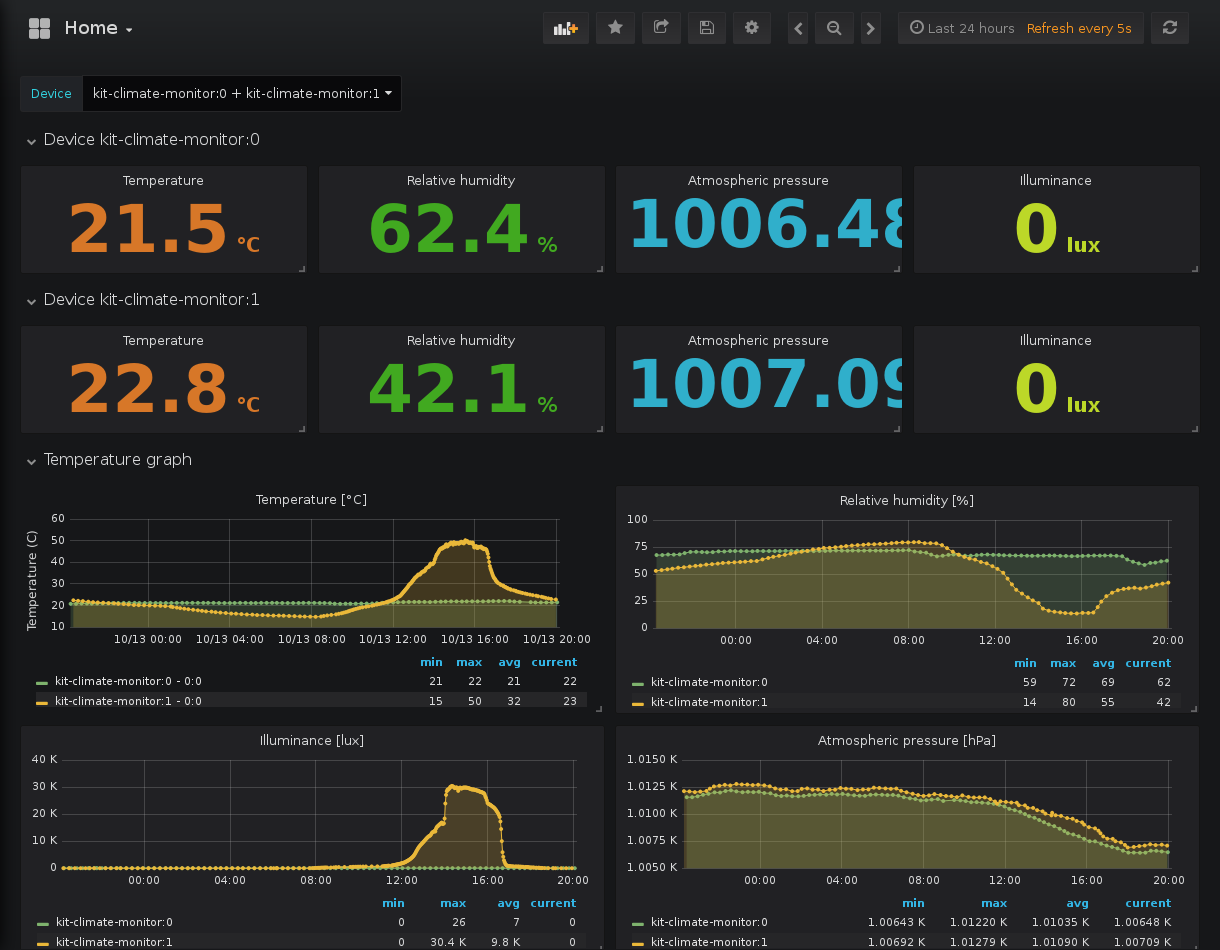 Home
Last 24 hours Refresh every 5s
Device kit-climate-monitor:0 + kit-climate-monitor:1
Device kit-climate-monitor:0
Temperature Relative humidity Atmospheric pressure Illuminance
21.5 °C 62.4 % 1006.48 0 lux
Device kit-climate-monitor:1
Temperature Relative humidity Atmospheric pressure Illuminance
22.8 °C 42.1 % 1007.09 0 lux
Temperature graph
Temperature [°C]
Temperature (C)
60
50
40
30
20
10
10/13 00:00 10/13 04:00 10/13 08:00 10/13 12:00 10/13 16:00 10/13 20:00
min max avg current
kit-climate-monitor:0 - 0:0 21 22 21 22
kit-climate-monitor:1 - 0:0 15 50 32 23
Relative humidity [%]
100
75
50
25
0
00:00 04:00 08:00 12:00 16:00 20:00
min max avg current
kit-climate-monitor:0 59 72 69 62
kit-climate-monitor:1 14 80 55 42
Illuminance [lux]
40 K
30 K
20 K
10 K
0
00:00 04:00 08:00 12:00 16:00 20:00
min max avg current
kit-climate-monitor:0 0 26 7 0
kit-climate-monitor:1 0 30.4 K 9.8 K 0
Atmospheric pressure [hPa]
1.0150 K
1.0125 K
1.0100 K
1.0075 K
1.0050 K
00:00 04:00 08:00 12:00 16:00 20:00
min max avg current
kit-climate-monitor:0 1.00643 K 1.01220 K 1.01035 K 1.00648 K
kit-climate-monitor:1 1.00692 K 1.01279 K 1.01090 K 1.00709 K